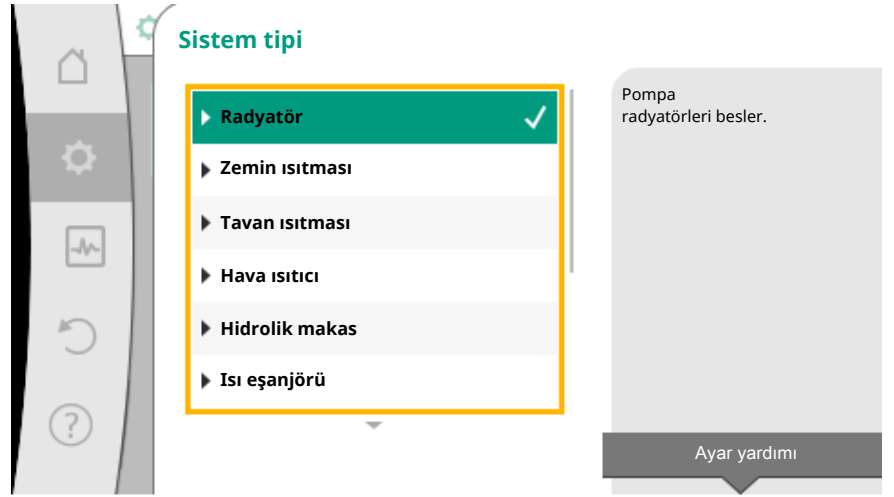 Sistem tipi
Radyatör
Zemin ısıtması
Tavan ısıtması
Hava ısıtıcı
Hidrolik makas
Isı eşanjörü
Pompa
radyatörleri besler.
Ayar yardımı
?